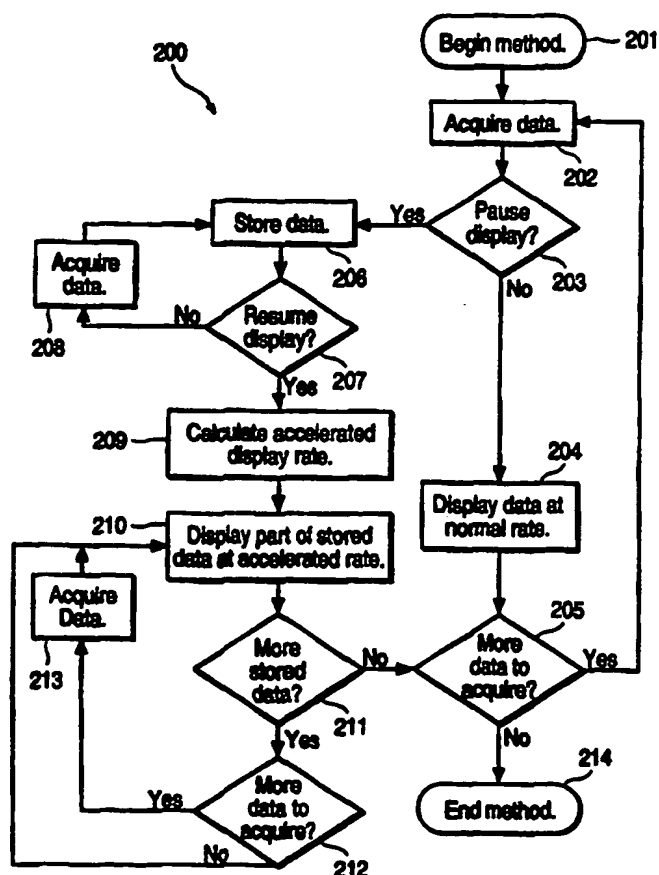 200
Begin method.
201
Acquire data.
202
Pause
display?
203
Yes
No
Store data.
206
Acquire
data.
208
Resume
display?
207
No
Yes
209
Calculate accelerated
display rate.
210
Display part of stored
data at accelerated rate.
204
Display data at
normal rate.
Acquire
Data.
213
More
stored
data?
211
No
Yes
205
More
data to
acquire?
Yes
No
More
data to
acquire?
212
Yes
No
214
End method.